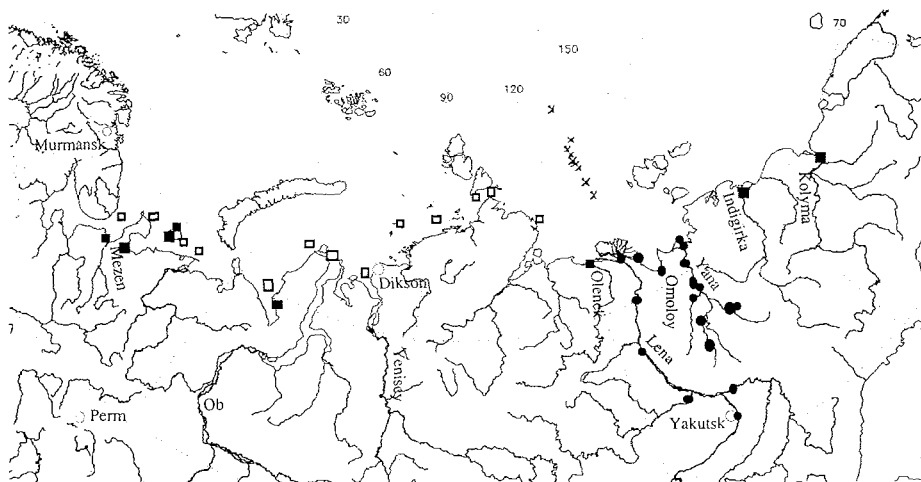 30
70
150
60
120
90
Murmansk
Kolyma
Indigirka
Mezen
Yana
Dikson
Olenek
Omoloy
Lena
Yenisey
Ob
Perm
Yakutsk